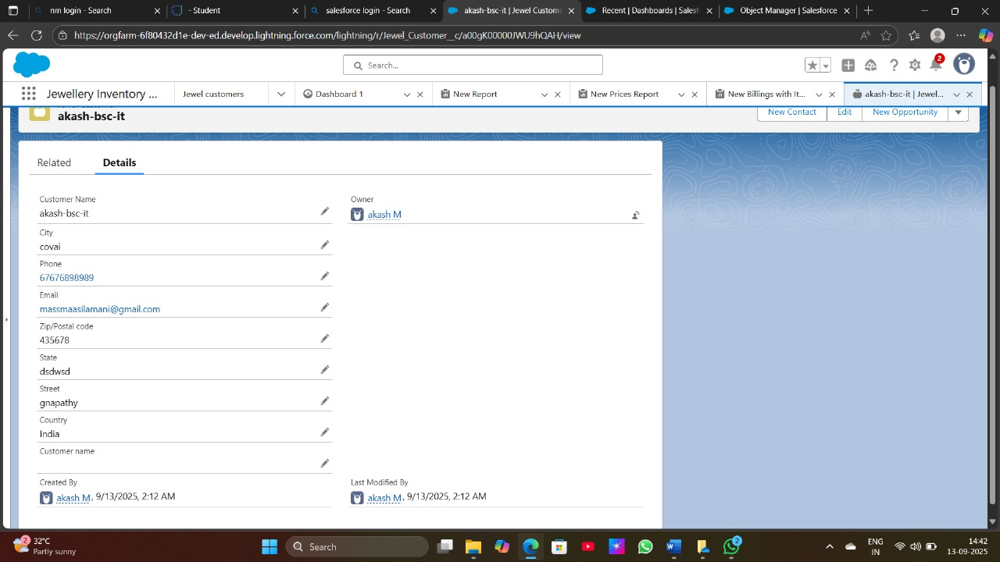 nm login - Search
- Student
salesforce login - Search
akash-bsc-it | Jewel Custome
Recent | Dashboards | Salesf
Object Manager | Salesforce
https://orgfarm-6f80432d1e-dev-ed.develop.lightning.force.com/lightning/r/Jewel_Customer__c/a00gK00000JWU9hQAH/view
Search...
2
Jewellery Inventory ...
Jewel customers
Dashboard 1
New Report
New Prices Report
New Billings with It...
akash-bsc-it | Jewel...
akash-bsc-it
New Contact
Edit
New Opportunity
Related
Details
Customer Name
akash-bsc-it
Owner
akash M
City
covai
Phone
67676898989
Email
massmaasilamani@gmail.com
Zip/Postal code
435678
State
dsdwsd
Street
gnapathy
Country
India
Customer name
Created By
akash M, 9/13/2025, 2:12 AM
Last Modified By
akash M, 9/13/2025, 2:12 AM
2
32°C
Partly sunny
Search
2
ENG
IN
14:42
13-09-2025